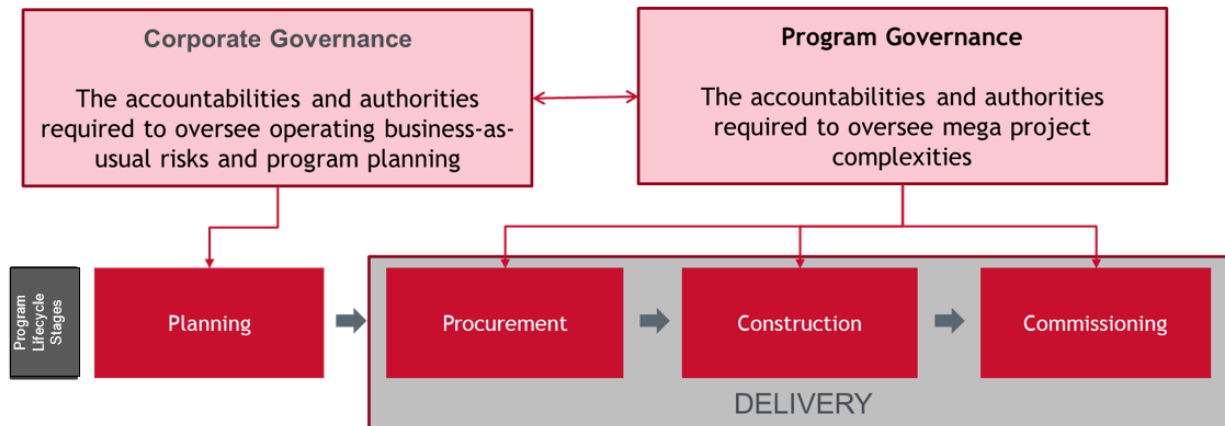 Corporate Governance
The accountabilities and authorities
required to oversee operating business-as-
usual risks and program planning
Program Governance
The accountabilities and authorities
required to oversee mega project
complexities
Program
Lifecycle
Stages
Planning
Procurement
Construction
Commissioning
DELIVERY